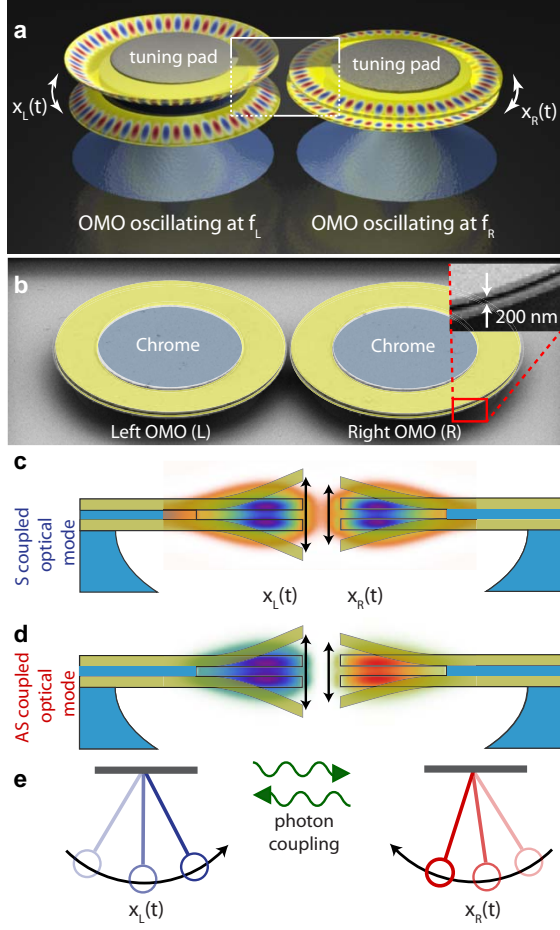 a
tuning pad
tuning pad
x_L(t)
x_R(t)
OMO oscillating at f_L
OMO oscillating at f_R
b
200 nm
Chrome
Chrome
Left OMO (L)
Right OMO (R)
c
S coupled
optical
mode
x_L(t)
x_R(t)
d
AS coupled
optical
mode
e
photon
coupling
x_L(t)
x_R(t)